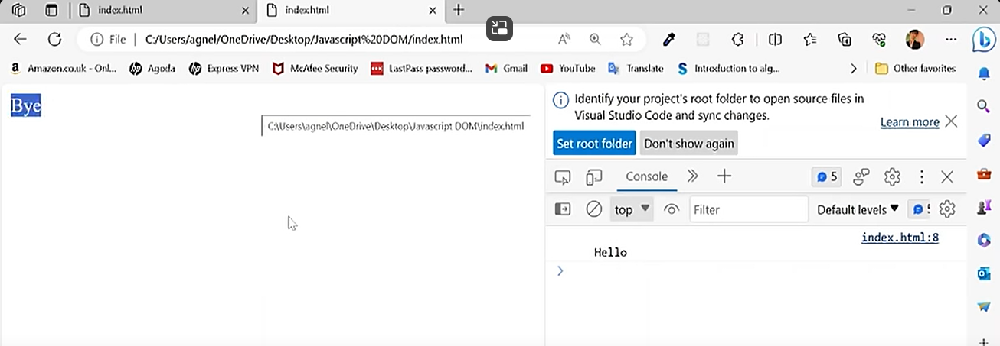 index.html
index.html
File
C:/Users/agnel/OneDrive/Desktop/Javascript%20DOM/index.html
Amazon.co.uk - Onl...
Agoda
Express VPN
McAfee Security
LastPass password...
Gmail
YouTube
Translate
Introduction to alg...
Other favorites
Bye
C:\Users\agnel\OneDrive\Desktop\Javascript DOM\index.html
Identify your project's root folder to open source files in
Visual Studio Code and sync changes.
Learn more
Set root folder
Don't show again
Console
5
top
Filter
Default levels
index.html:8
Hello